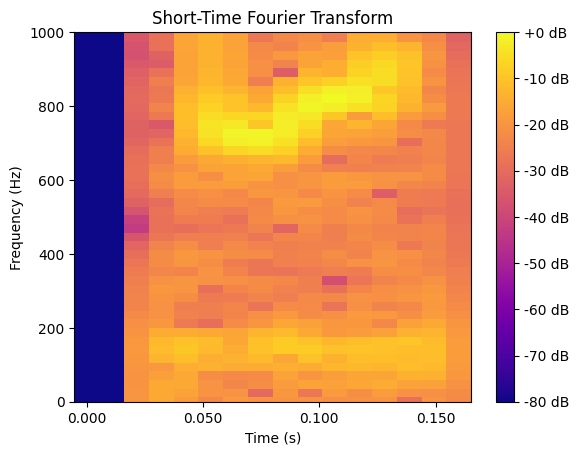 Short-Time Fourier Transform
1000
800
600
400
200
0
Frequency (Hz)
0.000
0.050
0.100
0.150
Time (s)
+0 dB
-10 dB
-20 dB
-30 dB
-40 dB
-50 dB
-60 dB
-70 dB
-80 dB